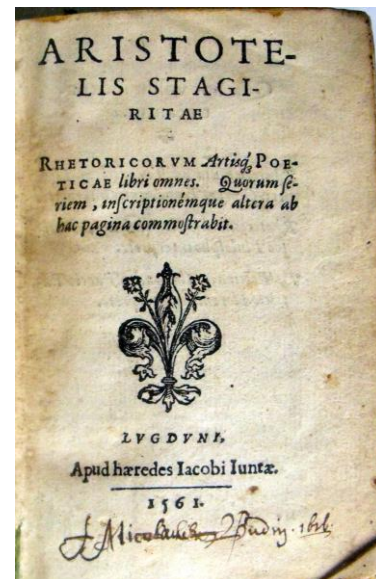 ARISTOTE-
LIS STAGI-
RITAE
RHETORICORVM Artisq́ꝫ POE-
TICAE libri omnes. Quorum ſe-
riem, inſcriptionémque altera ab
hac pagina commoſtrabit.
LVGDVNI,
Apud hæredes Iacobi Iuntæ.
1561.